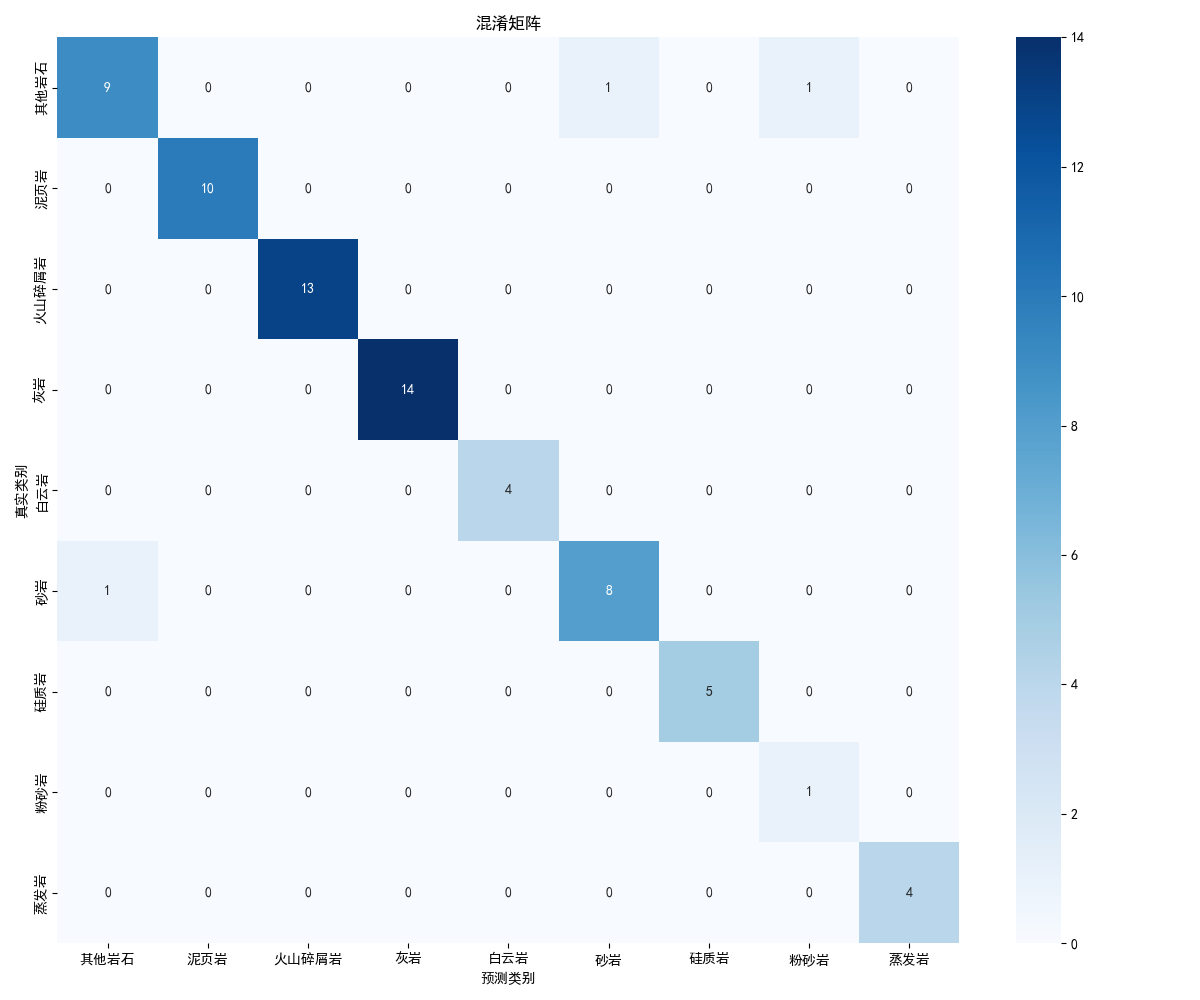 混淆矩阵
其他岩石 9 0 0 0 0 1 0 1 0
泥页岩 0 10 0 0 0 0 0 0 0
火山碎屑岩 0 0 13 0 0 0 0 0 0
灰岩 0 0 0 14 0 0 0 0 0
白云岩 0 0 0 0 4 0 0 0 0
砂岩 1 0 0 0 0 8 0 0 0
硅质岩 0 0 0 0 0 0 5 0 0
粉砂岩 0 0 0 0 0 0 0 1 0
蒸发岩 0 0 0 0 0 0 0 0 4
真实类别
其他岩石 泥页岩 火山碎屑岩 灰岩 白云岩 砂岩 硅质岩 粉砂岩 蒸发岩
预测类别
14
12
10
8
6
4
2
0